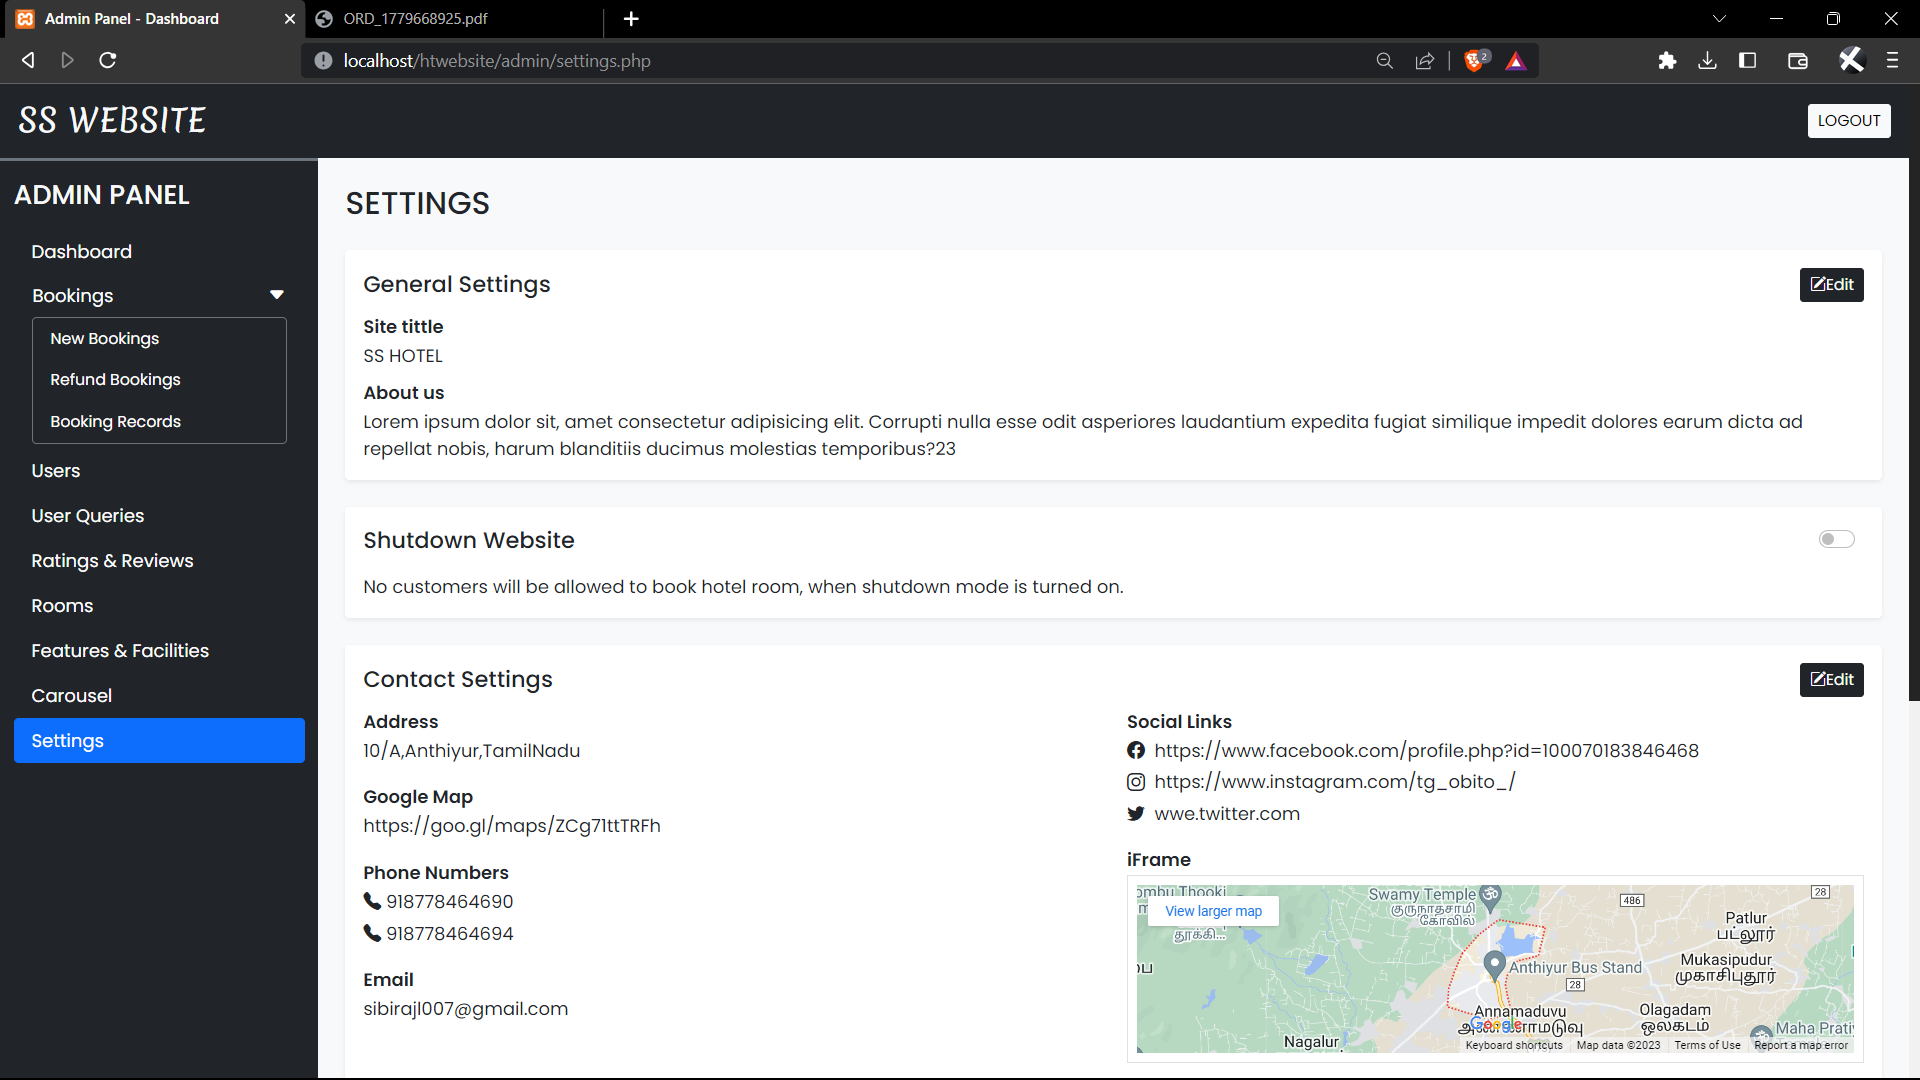 Admin Panel - Dashboard
ORD_1779668925.pdf
localhost/htwebsite/admin/settings.php
2
SS WEBSITE
LOGOUT
ADMIN PANEL
Dashboard
Bookings
New Bookings
Refund Bookings
Booking Records
Users
User Queries
Ratings & Reviews
Rooms
Features & Facilities
Carousel
Settings
SETTINGS
General Settings
Edit
Site tittle
SS HOTEL
About us
Lorem ipsum dolor sit, amet consectetur adipisicing elit. Corrupti nulla esse odit asperiores laudantium expedita fugiat similique impedit dolores earum dicta ad
repellat nobis, harum blanditiis ducimus molestias temporibus?23
Shutdown Website
No customers will be allowed to book hotel room, when shutdown mode is turned on.
Contact Settings
Edit
Address
10/A,Anthiyur,TamilNadu
Google Map
https://goo.gl/maps/ZCg71ttTRFh
Phone Numbers
918778464690
918778464694
Email
sibirajl007@gmail.com
Social Links
https://www.facebook.com/profile.php?id=100070183846468
https://www.instagram.com/tg_obito_/
wwe.twitter.com
iFrame
View larger map
Thooki
தூக்கி...
Swamy Temple
குருநாதசாமி
கோவில்
486
28
Patlur
பட்லூர்
Mukasipudur
முகாசிபுதூர்
Anthiyur Bus Stand
28
Annamaduvu
Olagadam
ஒலகடம்
Maha Prati
Nagalur
Google
Keyboard shortcuts
Map data ©2023
Terms of Use
Report a map error